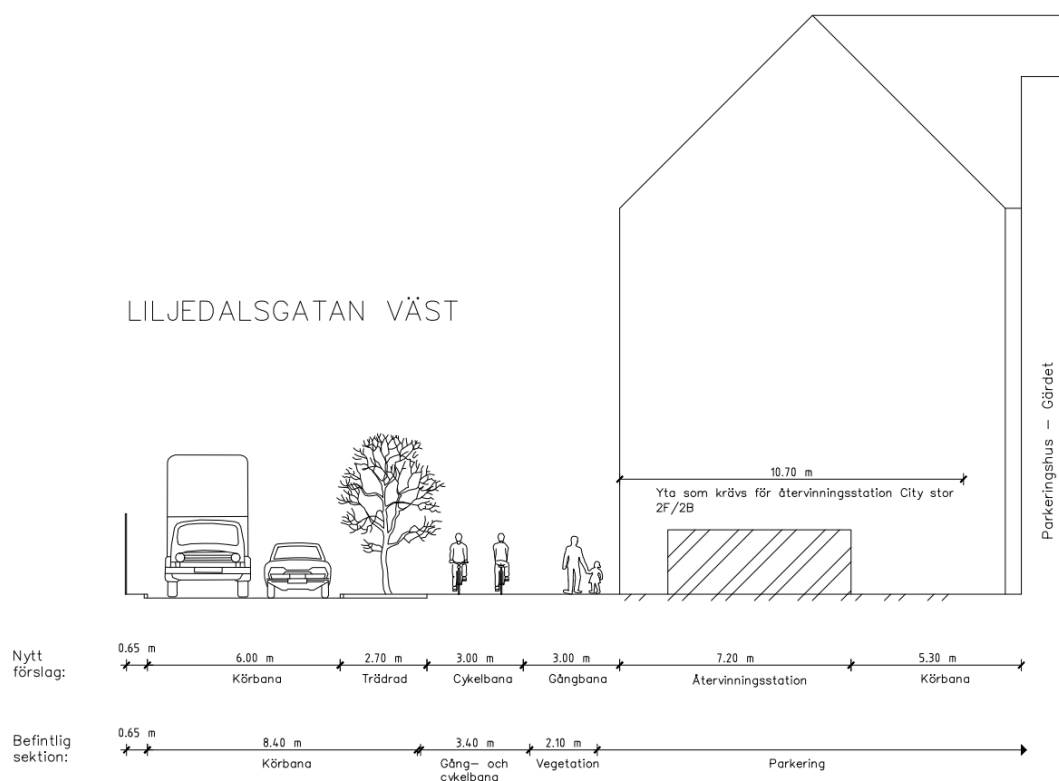 LILJEDALSGATAN VÄST
Parkeringshus – Gärdet
10.70 m
Yta som krävs för återvinningsstation City stor
2F/2B
Nytt
förslag:
0.65 m
6.00 m
2.70 m
3.00 m
3.00 m
7.20 m
5.30 m
Körbana
Trädrad
Cykelbana
Gångbana
Återvinningsstation
Körbana
Befintlig
sektion:
0.65 m
8.40 m
3.40 m
2.10 m
Körbana
Gång– och
cykelbana
Vegetation
Parkering